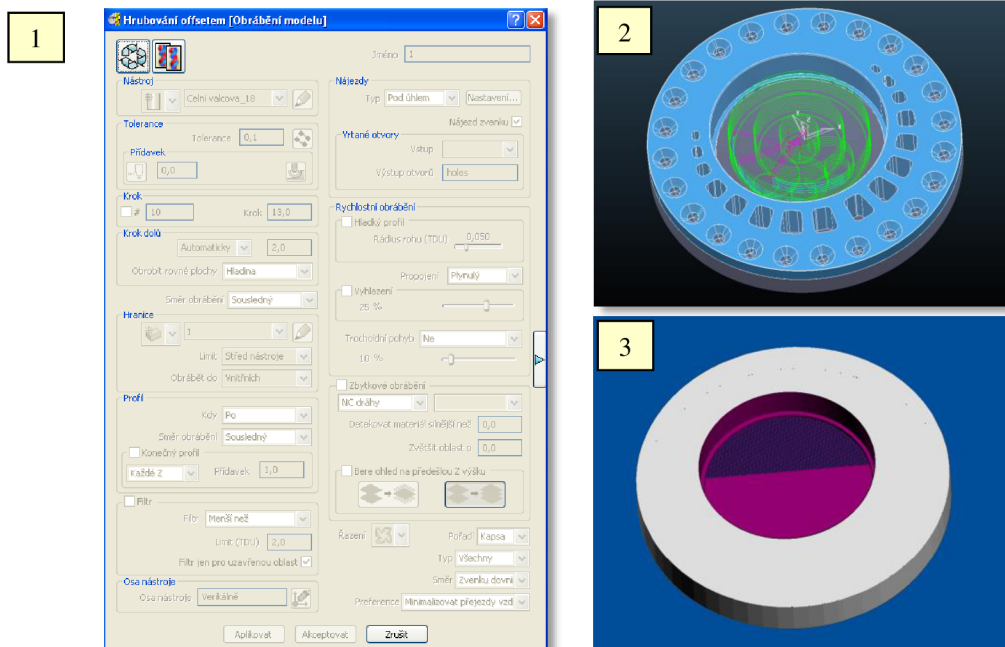 1
Hrubování offsetem [Obrábění modelu]
Jméno 1
Nástroj
Celni valcova_18
Tolerance
Tolerance 0,1
Přídavek
0,0
Krok
# 10 Krok 13,0
Krok dolů
Automaticky 2,0
Obrobit rovné plochy Hladina
Směr obrábění Sousledný
Hranice
1
Limit Střed nástroje
Obrábět do Vnitřních
Profil
Kdy Po
Směr obrábění Sousledný
Konečný profil
Každé Z Přídavek 1,0
Filtr
Filtr Menší než
Limit (TDU) 2,0
Filtr jen pro uzavřenou oblast
Osa nástroje
Osa nástroje Verikálně
Nájezdy
Typ Pod úhlem Nastavení...
Nájezd zvenku
Vrtané otvory
Vstup
Výstup otvorů holes
Rychlostní obrábění
Hladký profil
Rádius rohu (TDU) 0,050
Propojení Plynulý
Vyhlazení
25 %
Trochoidní pohyb Ne
10 %
Zbytkové obrábění
NC dráhy
Detekovat materiál silnější než 0,0
Zvětšit oblast o 0,0
Bere ohled na předešlou Z výšku
Řazení Pořadí Kapsa
Typ Všechny
Směr Zvenku dovni
Preference Minimalizovat přejezdy vzd
Aplikovat Akceptovat Zrušit
2
3